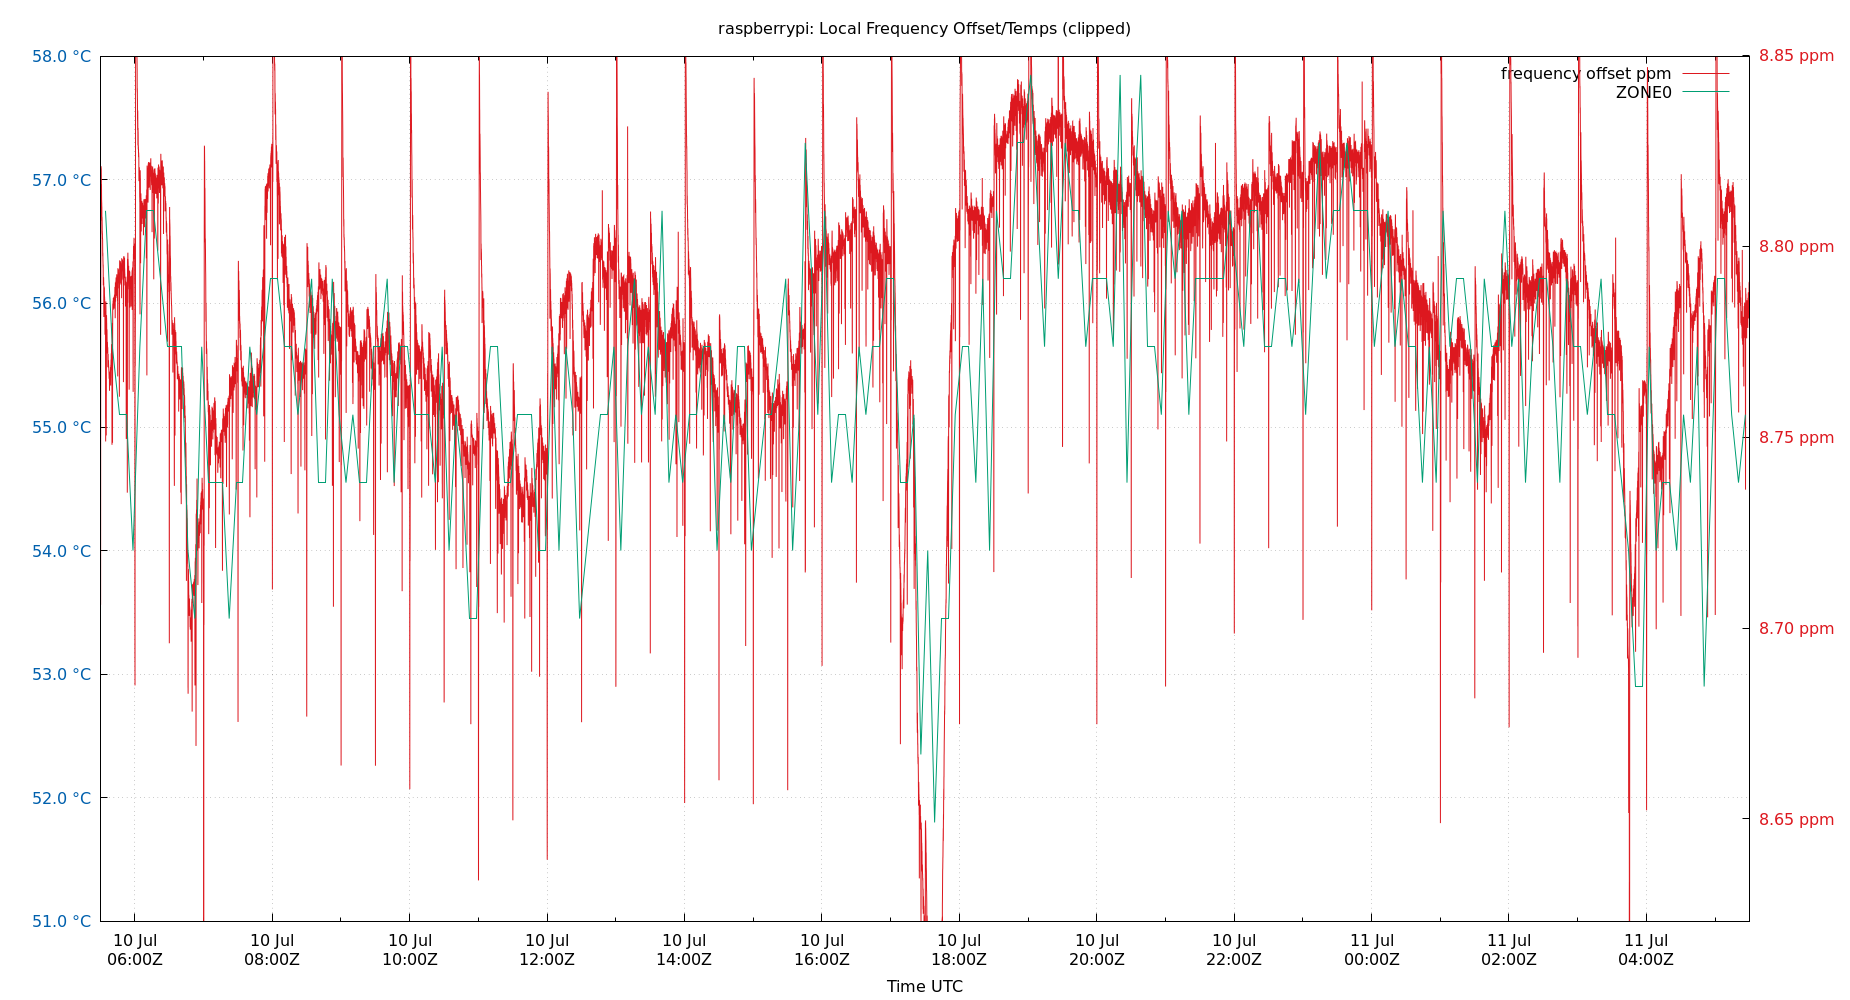 raspberrypi: Local Frequency Offset/Temps (clipped)
58.0 °C
57.0 °C
56.0 °C
55.0 °C
54.0 °C
53.0 °C
52.0 °C
51.0 °C
8.85 ppm
8.80 ppm
8.75 ppm
8.70 ppm
8.65 ppm
frequency offset ppm
ZONE0
10 Jul 10 Jul 10 Jul 10 Jul 10 Jul 10 Jul 10 Jul 10 Jul 10 Jul 11 Jul 11 Jul 11 Jul
06:00Z 08:00Z 10:00Z 12:00Z 14:00Z 16:00Z 18:00Z 20:00Z 22:00Z 00:00Z 02:00Z 04:00Z
Time UTC